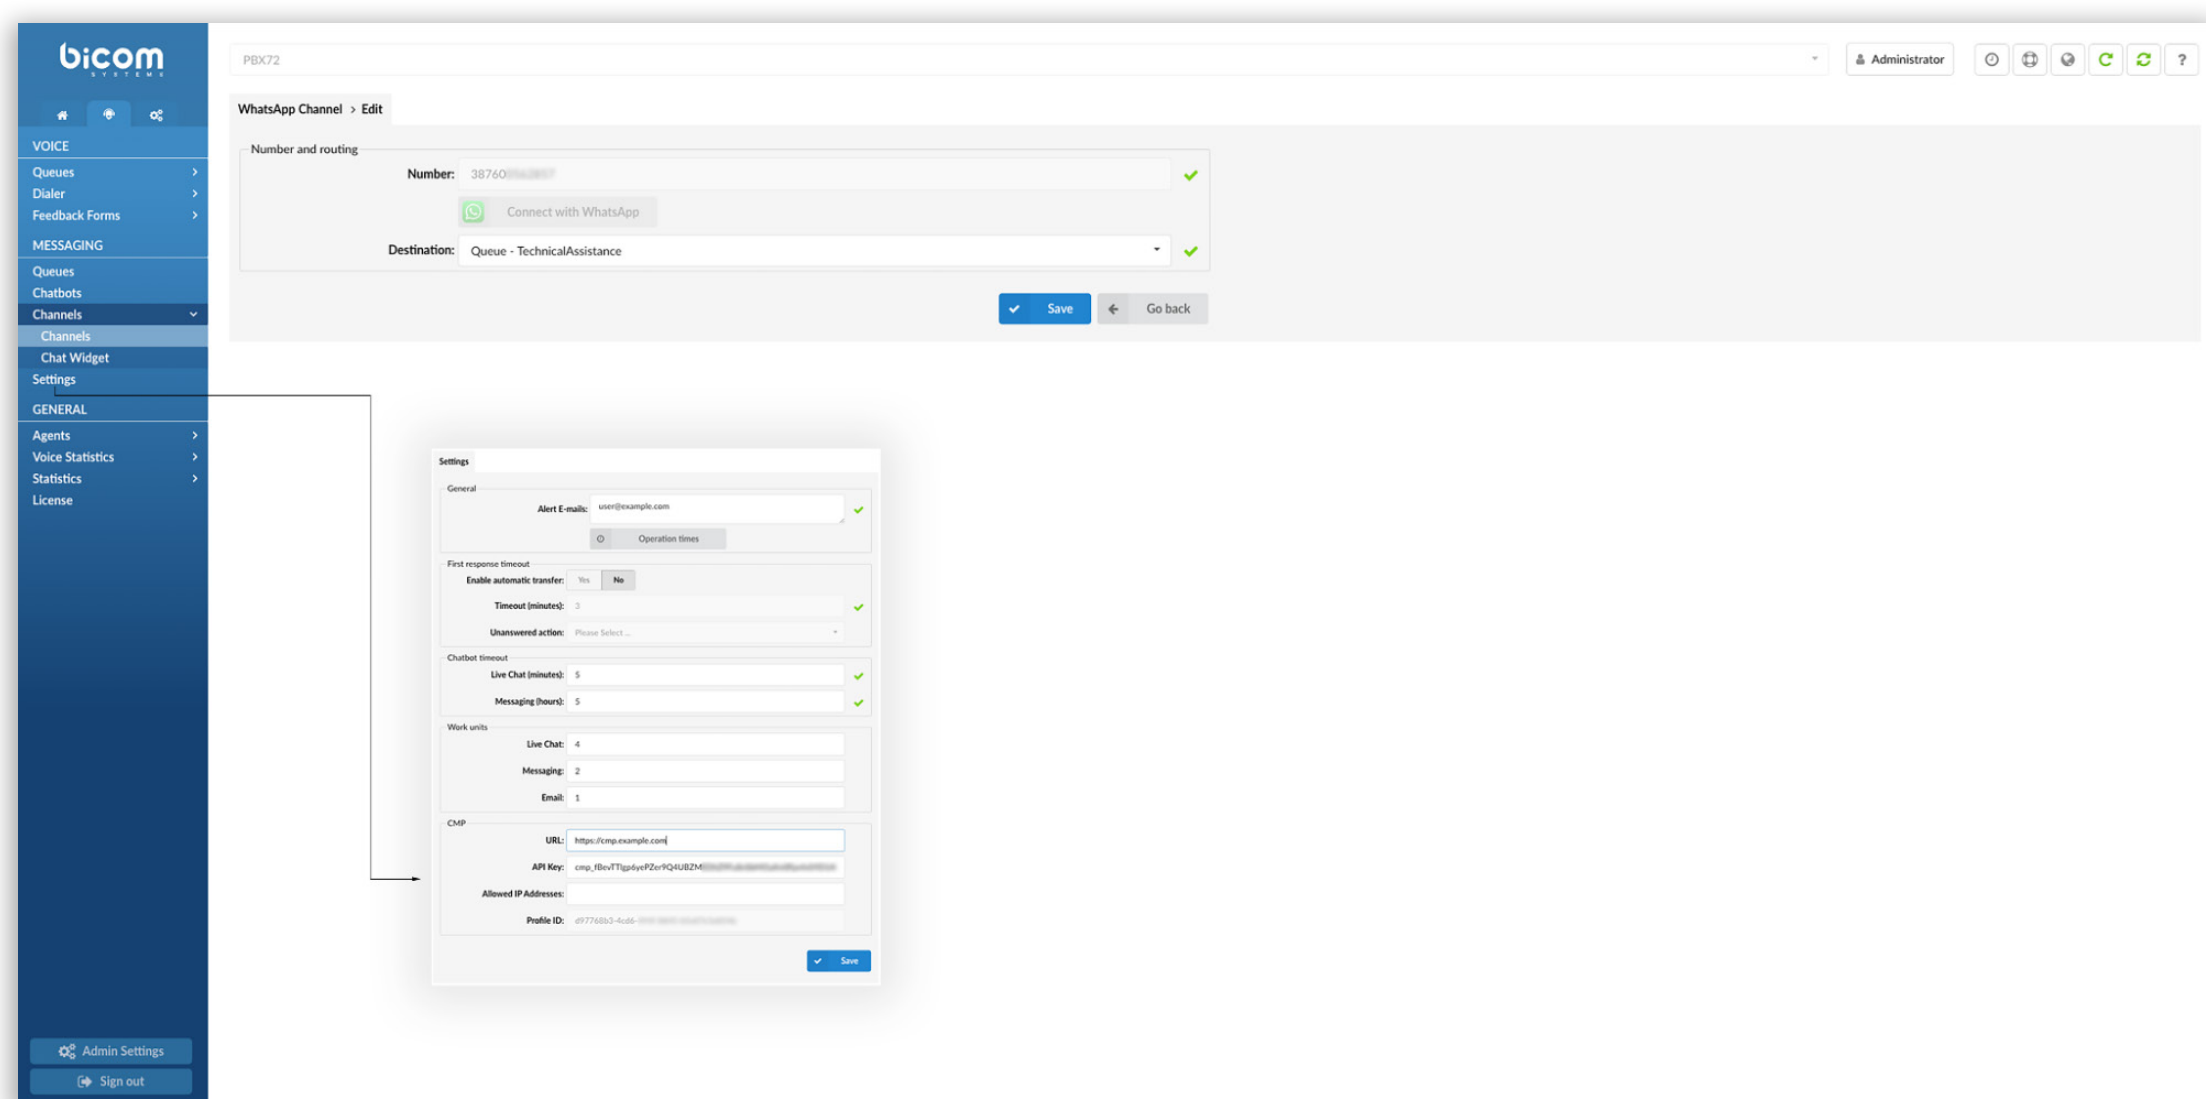 bicom
SYSTEMS
PBX72
Administrator
?
WhatsApp Channel > Edit
VOICE
Queues
Dialer
Feedback Forms
MESSAGING
Queues
Chatbots
Channels
Channels
Chat Widget
Settings
GENERAL
Agents
Voice Statistics
Statistics
License
Admin Settings
Sign out
Number and routing
Number: 38760
Connect with WhatsApp
Destination: Queue - TechnicalAssistance
Save
Go back
Settings
General
Alert E-mails: user@example.com
Operation times
First response timeout
Enable automatic transfer: Yes No
Timeout (minutes): 3
Unanswered action: Please Select ...
Chatbot timeout
Live Chat (minutes): 5
Messaging (hours): 5
Work units
Live Chat: 4
Messaging: 2
Email: 1
CMP
URL: https://cmp.example.com
API Key: cmp_fBevTTlgp6yePZer9Q4UBZM
Allowed IP Addresses:
Profile ID: d97768b3-4cd6-
Save